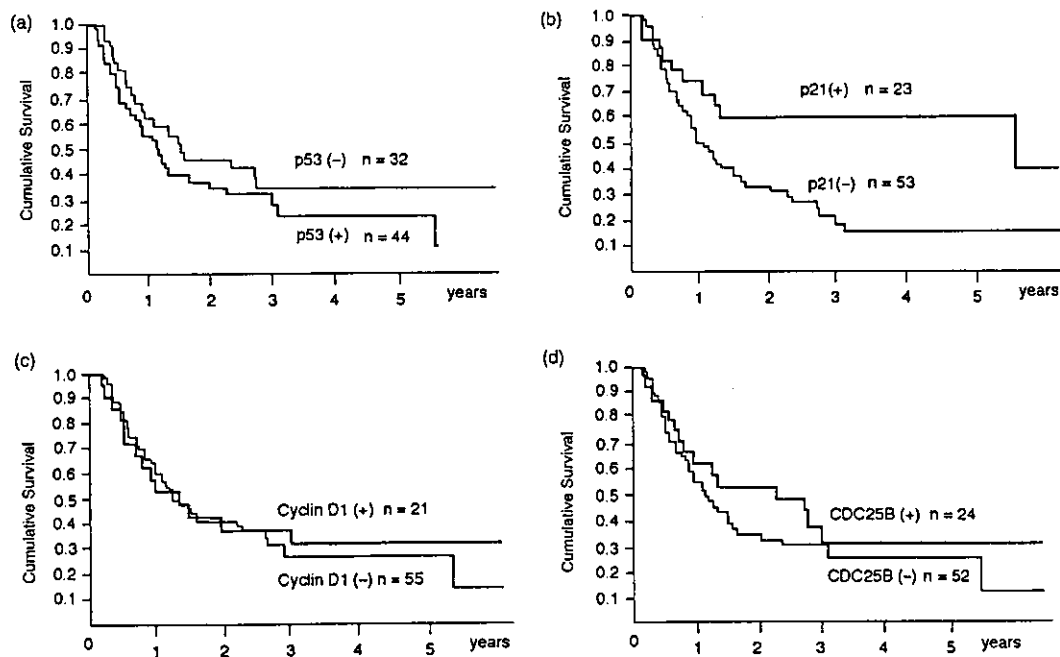 (a)
Cumulative Survival
1.0
0.9
0.8
0.7
0.6
0.5
0.4
0.3
0.2
0.1
p53 (-) n = 32
p53 (+) n = 44
0 1 2 3 4 5 years
(b)
Cumulative Survival
1.0
0.9
0.8
0.7
0.6
0.5
0.4
0.3
0.2
0.1
p21(+) n = 23
p21(-) n = 53
0 1 2 3 4 5 years
(c)
Cumulative Survival
1.0
0.9
0.8
0.7
0.6
0.5
0.4
0.3
0.2
0.1
Cyclin D1 (+) n = 21
Cyclin D1 (-) n = 55
0 1 2 3 4 5 years
(d)
Cumulative Survival
1.0
0.9
0.8
0.7
0.6
0.5
0.4
0.3
0.2
0.1
CDC25B (+) n = 24
CDC25B (-) n = 52
0 1 2 3 4 5 years